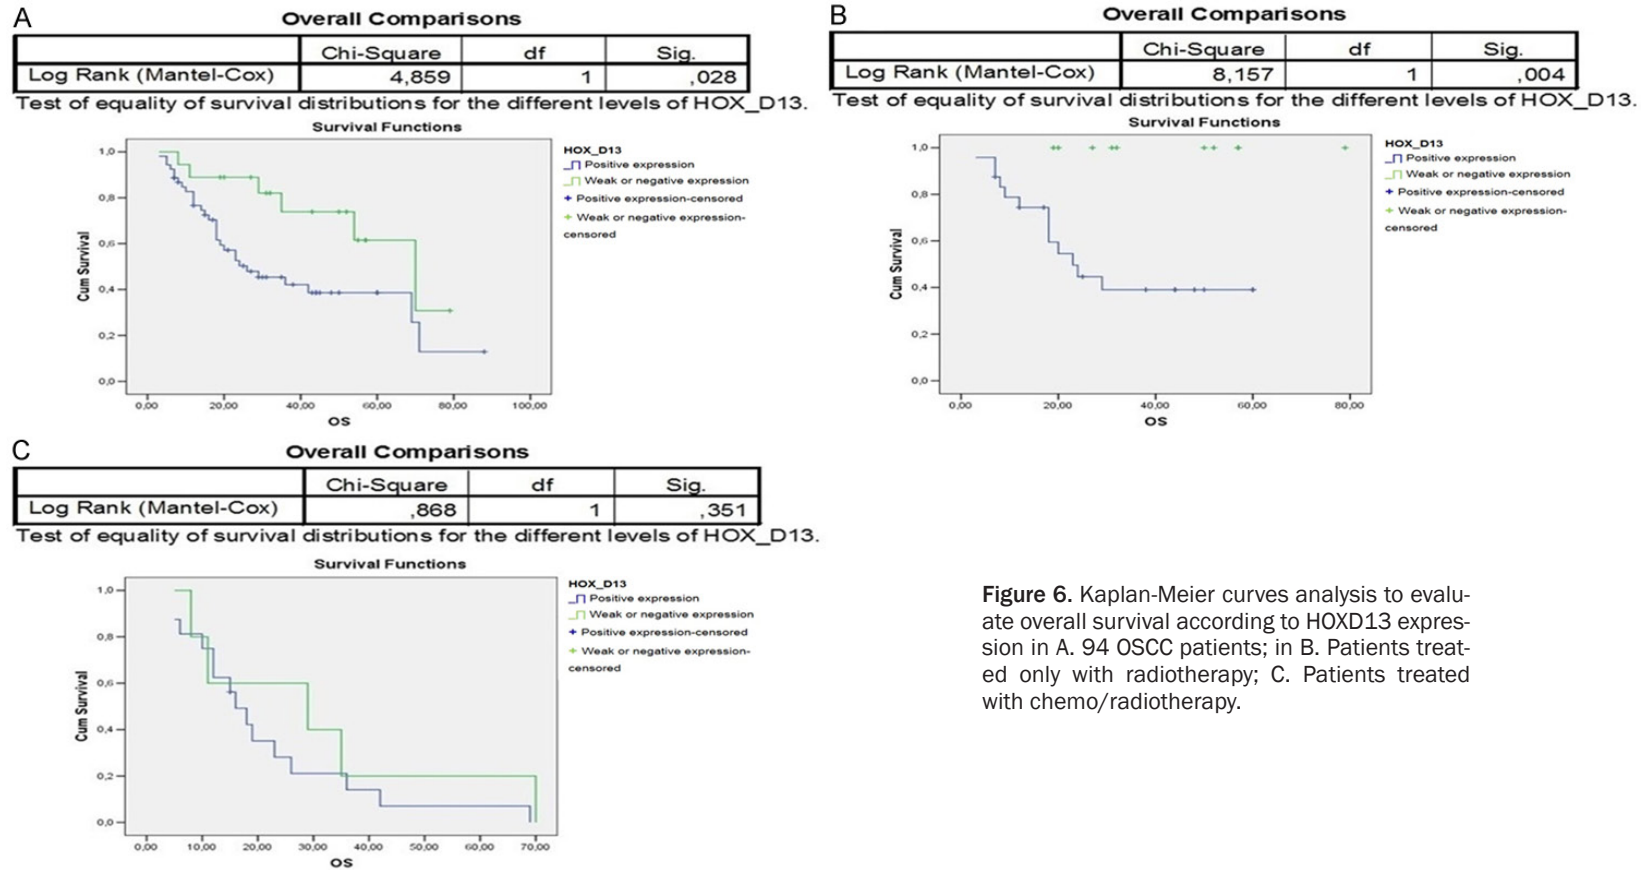 A
Overall Comparisons
Chi-Square df Sig.
Log Rank (Mantel-Cox) 4,859 1 ,028
Test of equality of survival distributions for the different levels of HOX_D13.
Survival Functions
HOX_D13
Positive expression
Weak or negative expression
Positive expression-censored
Weak or negative expression-
censored
Cum Survival
1,0
0,8
0,6
0,4
0,2
0,0
0,00 20,00 40,00 60,00 80,00 100,00
OS
B
Overall Comparisons
Chi-Square df Sig.
Log Rank (Mantel-Cox) 8,157 1 ,004
Test of equality of survival distributions for the different levels of HOX_D13.
Survival Functions
HOX_D13
Positive expression
Weak or negative expression
Positive expression-censored
Weak or negative expression-
censored
Cum Survival
1,0
0,8
0,6
0,4
0,2
0,0
0,00 20,00 40,00 60,00 80,00
OS
C
Overall Comparisons
Chi-Square df Sig.
Log Rank (Mantel-Cox) ,868 1 ,351
Test of equality of survival distributions for the different levels of HOX_D13.
Survival Functions
HOX_D13
Positive expression
Weak or negative expression
Positive expression-censored
Weak or negative expression-
censored
Cum Survival
1,0
0,8
0,6
0,4
0,2
0,0
0,00 10,00 20,00 30,00 40,00 50,00 60,00 70,00
OS
Figure 6. Kaplan-Meier curves analysis to evalu-
ate overall survival according to HOXD13 expres-
sion in A. 94 OSCC patients; in B. Patients treat-
ed only with radiotherapy; C. Patients treated
with chemo/radiotherapy.